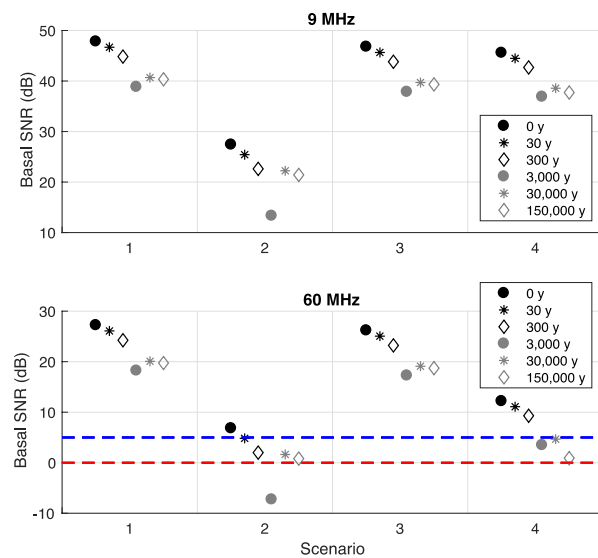 9 MHz
Basal SNR (dB)
50
40
30
20
10
1
2
3
4
0 y
30 y
300 y
3,000 y
30,000 y
150,000 y
60 MHz
Basal SNR (dB)
30
20
10
0
-10
1
2
3
4
0 y
30 y
300 y
3,000 y
30,000 y
150,000 y
Scenario